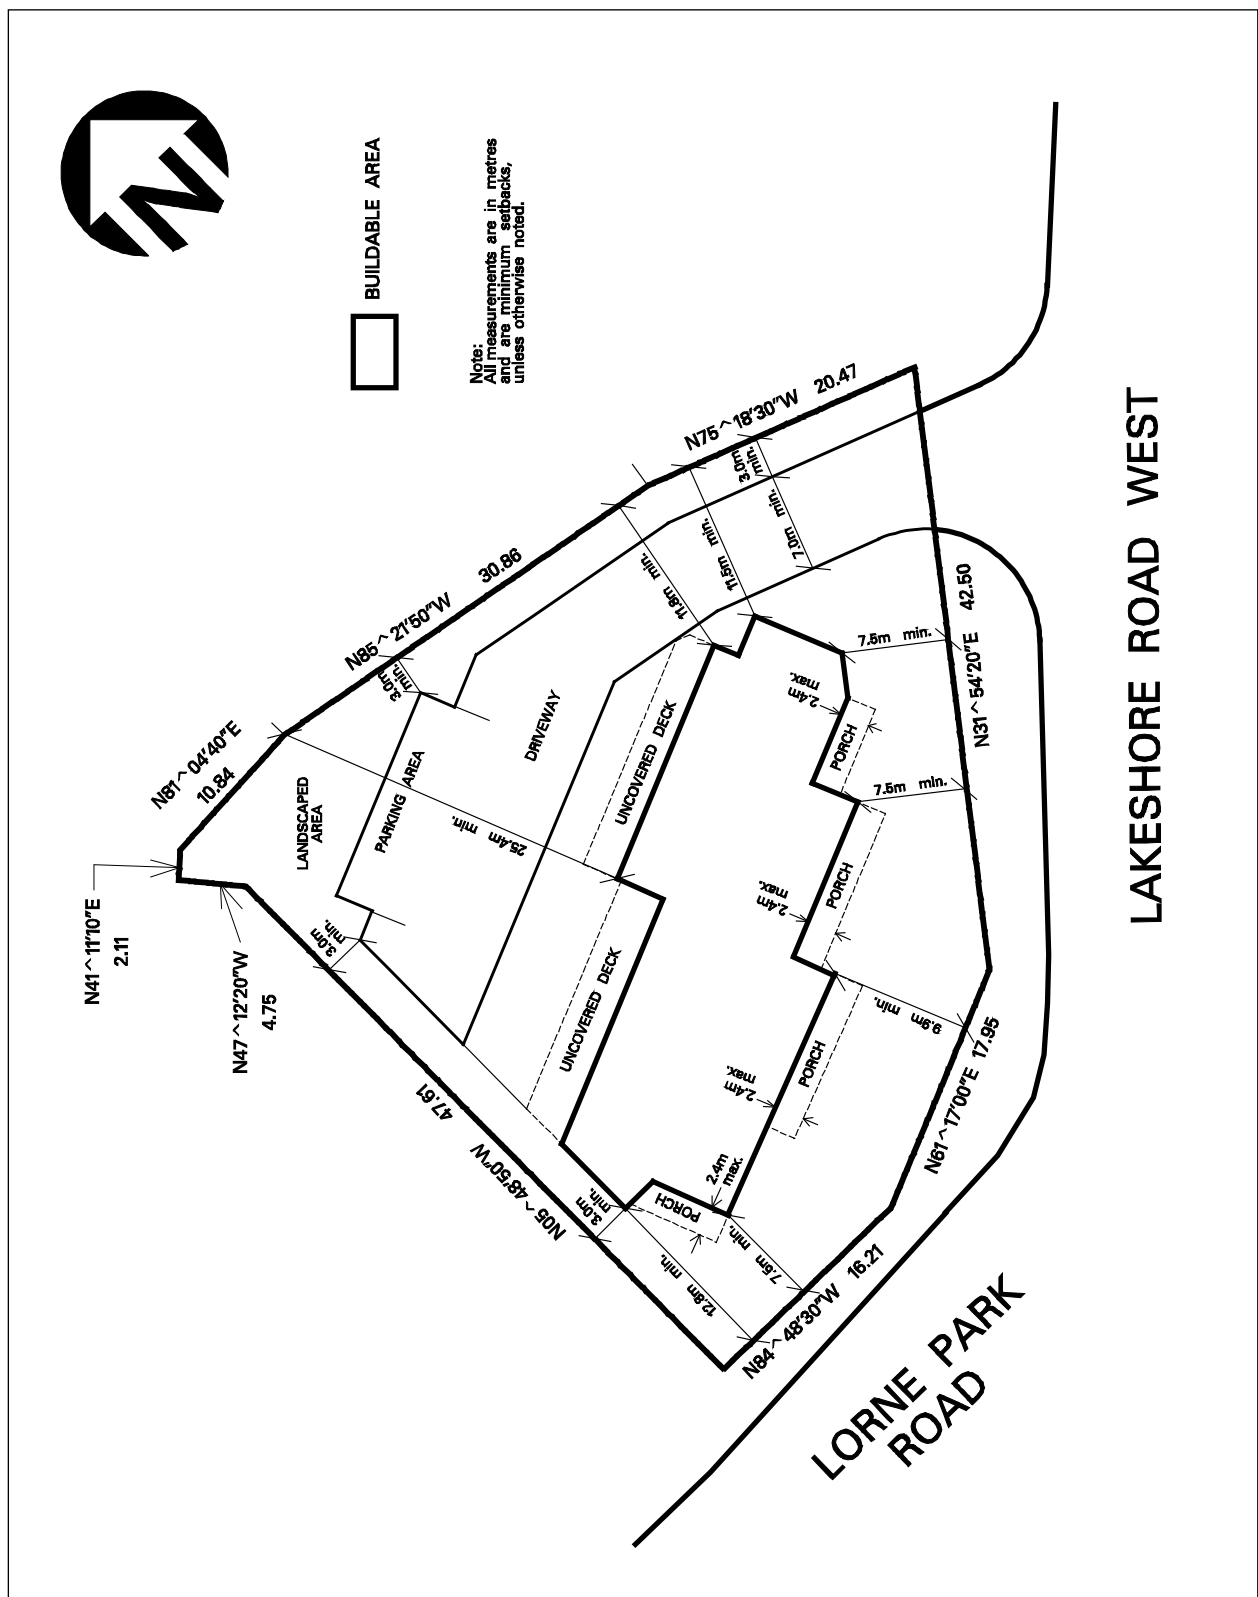 N
BUILDABLE AREA
Note:
All measurements are in metres
and are minimum setbacks,
unless otherwise noted.
N75^18'30"W 20.47
3.0m
min.
7.0m min.
11.5m min.
11.8m min.
N85^21'50"W 30.86
3.0m
min.
N81^04'40"E
10.84
LANDSCAPED
AREA
PARKING AREA
DRIVEWAY
25.4m min.
UNCOVERED DECK
UNCOVERED DECK
7.5m min.
2.4m
max.
PORCH
7.5m min.
N31^54'20"E 42.50
LAKESHORE ROAD WEST
2.4m
max.
PORCH
N41^11'10"E
2.11
N47^12'20"W
4.75
3.0m
min.
9.9m min.
2.4m
max.
PORCH
N61^17'00"E 17.95
N05^48'50"W 47.61
3.0m
min.
2.4m
max.
PORCH
12.8m min.
7.5m min.
N84^48'30"W 16.21
LORNE PARK
ROAD